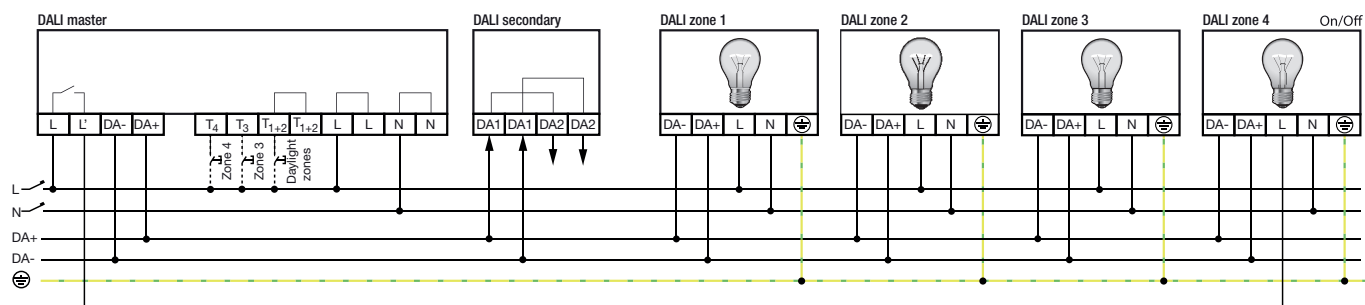 DALI master
DALI secondary
DALI zone 1
DALI zone 2
DALI zone 3
DALI zone 4
On/Off
L L' DA- DA+ T4 T3 T1+2 T1+2 L L N N
DA1 DA1 DA2 DA2
DA- DA+ L N
DA- DA+ L N
DA- DA+ L N
DA- DA+ L N
Zone 4
Zone 3
Daylight
zones
L
N
DA+
DA-